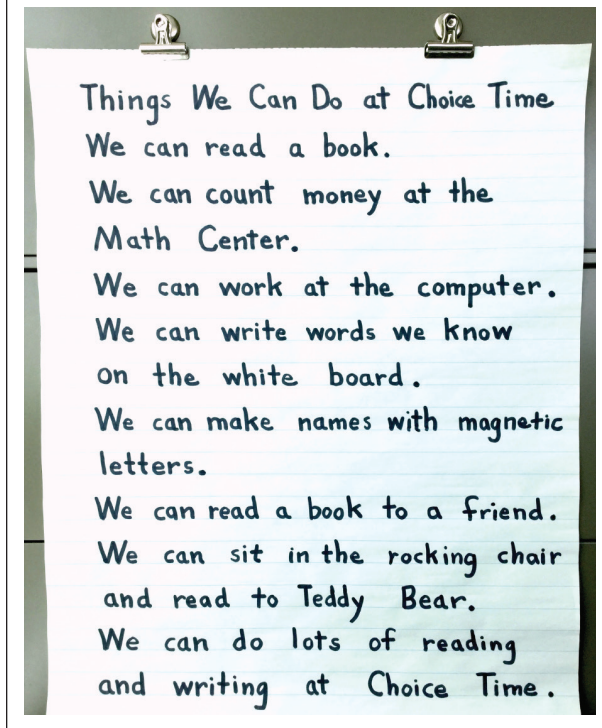 Things We Can Do at Choice Time
We can read a book.
We can count money at the
Math Center.
We can work at the computer.
We can write words we know
on the white board.
We can make names with magnetic
letters.
We can read a book to a friend.
We can sit in the rocking chair
and read to Teddy Bear.
We can do lots of reading
and writing at Choice Time.